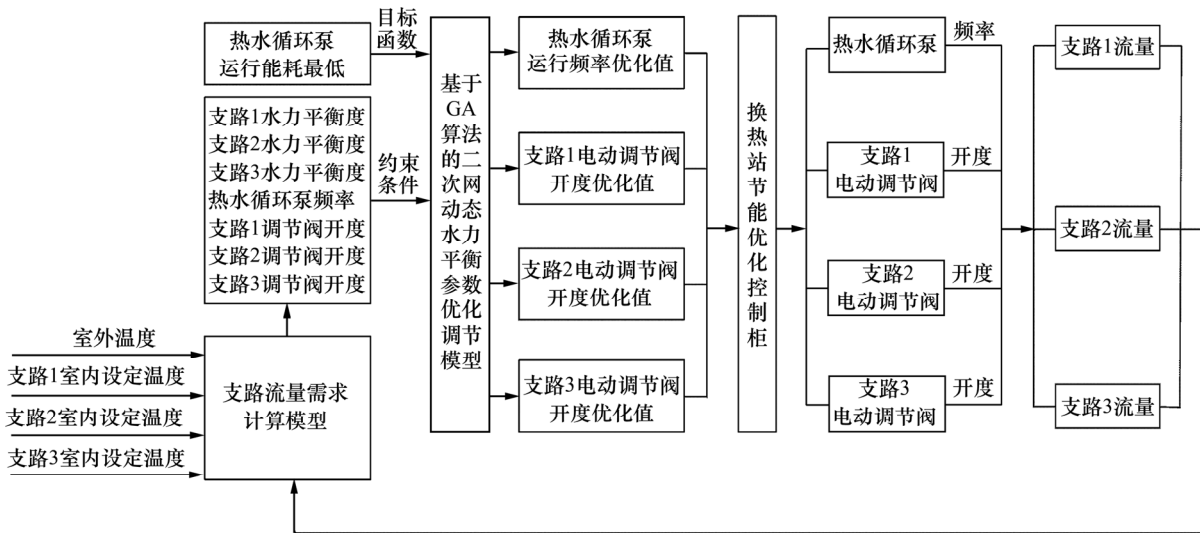 热水循环泵
运行能耗最低
目标
函数
支路1水力平衡度
支路2水力平衡度
支路3水力平衡度
热水循环泵频率
支路1调节阀开度
支路2调节阀开度
支路3调节阀开度
约束
条件
室外温度
支路1室内设定温度
支路2室内设定温度
支路3室内设定温度
支路流量需求
计算模型
基于
GA
算法
的二
次网
动态
水力
平衡
参数
优化
调节
模型
热水循环泵
运行频率优化值
支路1电动调节阀
开度优化值
支路2电动调节阀
开度优化值
支路3电动调节阀
开度优化值
换
热
站
节
能
优
化
控
制
柜
热水循环泵
频率
支路1
电动调节阀
开度
支路2
电动调节阀
开度
支路3
电动调节阀
开度
支路1流量
支路2流量
支路3流量